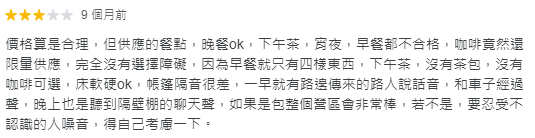 9 個月前
價格算是合理，但供應的餐點，晚餐ok，下午茶，宵夜，早餐都不合格，咖啡竟然還
限量供應，完全沒有選擇障礙，因為早餐就只有四樣東西，下午茶，沒有茶包，沒有
咖啡可選，床軟硬ok，帳篷隔音很差，一早就有路邊傳來的路人說話音，和車子經過
聲，晚上也是聽到隔壁棚的聊天聲，如果是包整個營區會非常棒，若不是，要忍受不
認識的人噪音，得自己考慮一下。